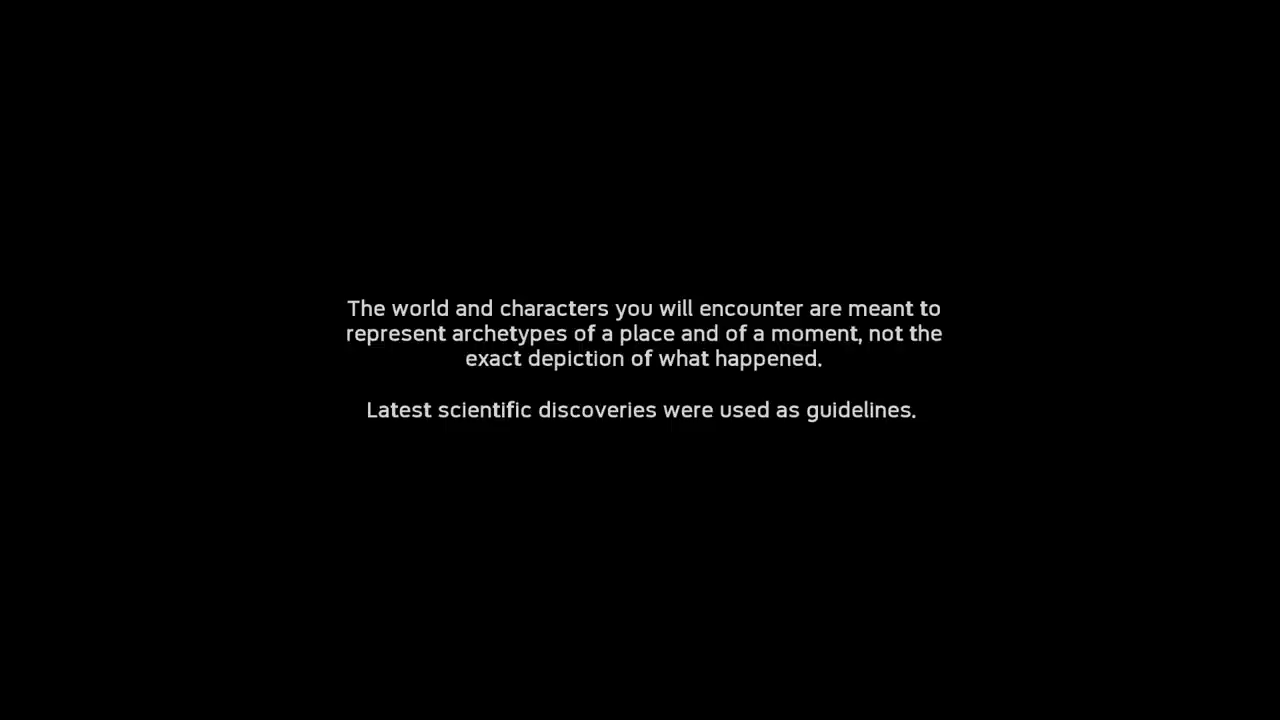 The world and characters you will encounter are meant to
represent archetypes of a place and of a moment, not the
exact depiction of what happened.
Latest scientific discoveries were used as guidelines.